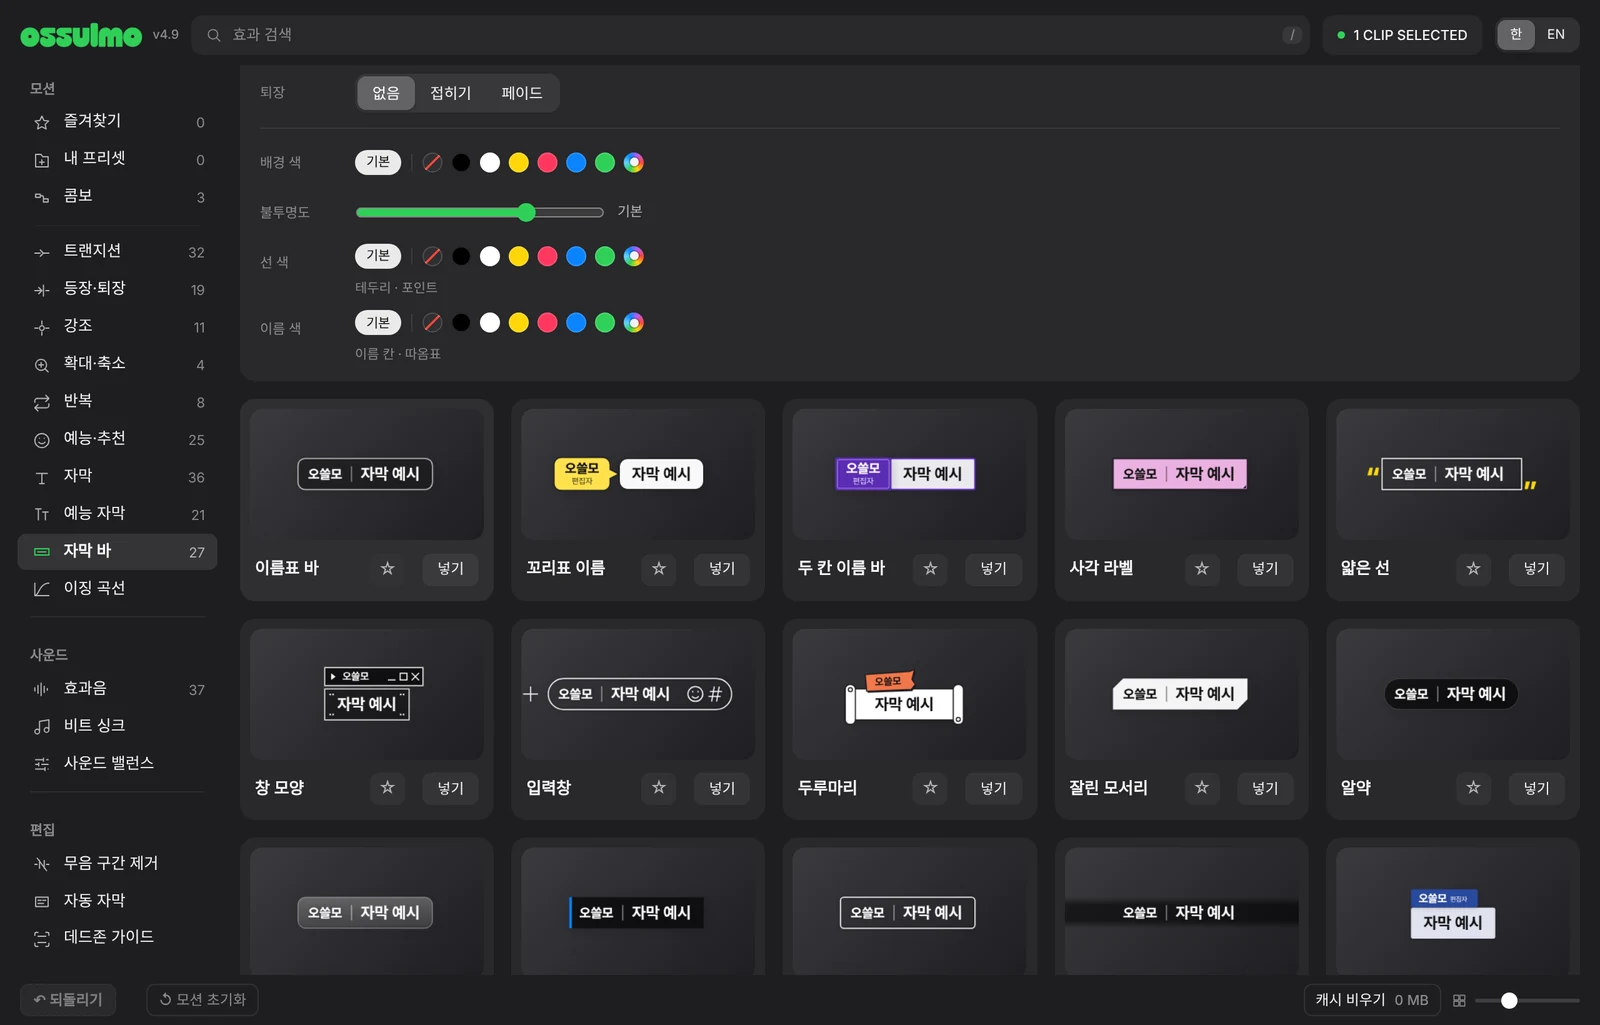 ossulmo v4.9
효과 검색
/
1 CLIP SELECTED
한 EN
모션
즐겨찾기 0
내 프리셋 0
콤보 3
트랜지션 32
등장·퇴장 19
강조 11
확대·축소 4
반복 8
예능·추천 25
자막 36
예능 자막 21
자막 바 27
이징 곡선
사운드
효과음 37
비트 싱크
사운드 밸런스
편집
무음 구간 제거
자동 자막
데드존 가이드
퇴장 없음 접히기 페이드
배경 색 기본
불투명도 기본
선 색 기본
테두리 · 포인트
이름 색 기본
이름 칸 · 따옴표
오쓸모 | 자막 예시
이름표 바 넣기
오쓸모 자막 예시
편집자
꼬리표 이름 넣기
오쓸모 자막 예시
편집자
두 칸 이름 바 넣기
오쓸모 | 자막 예시
사각 라벨 넣기
“ 오쓸모 | 자막 예시 ”
얇은 선 넣기
오쓸모
자막 예시
창 모양 넣기
+ 오쓸모 | 자막 예시 #
입력창 넣기
오쓸모
자막 예시
두루마리 넣기
오쓸모 | 자막 예시
잘린 모서리 넣기
오쓸모 | 자막 예시
알약 넣기
오쓸모 | 자막 예시
오쓸모 | 자막 예시
오쓸모 | 자막 예시
오쓸모 | 자막 예시
오쓸모 편집자
자막 예시
되돌리기
모션 초기화
캐시 비우기 0 MB